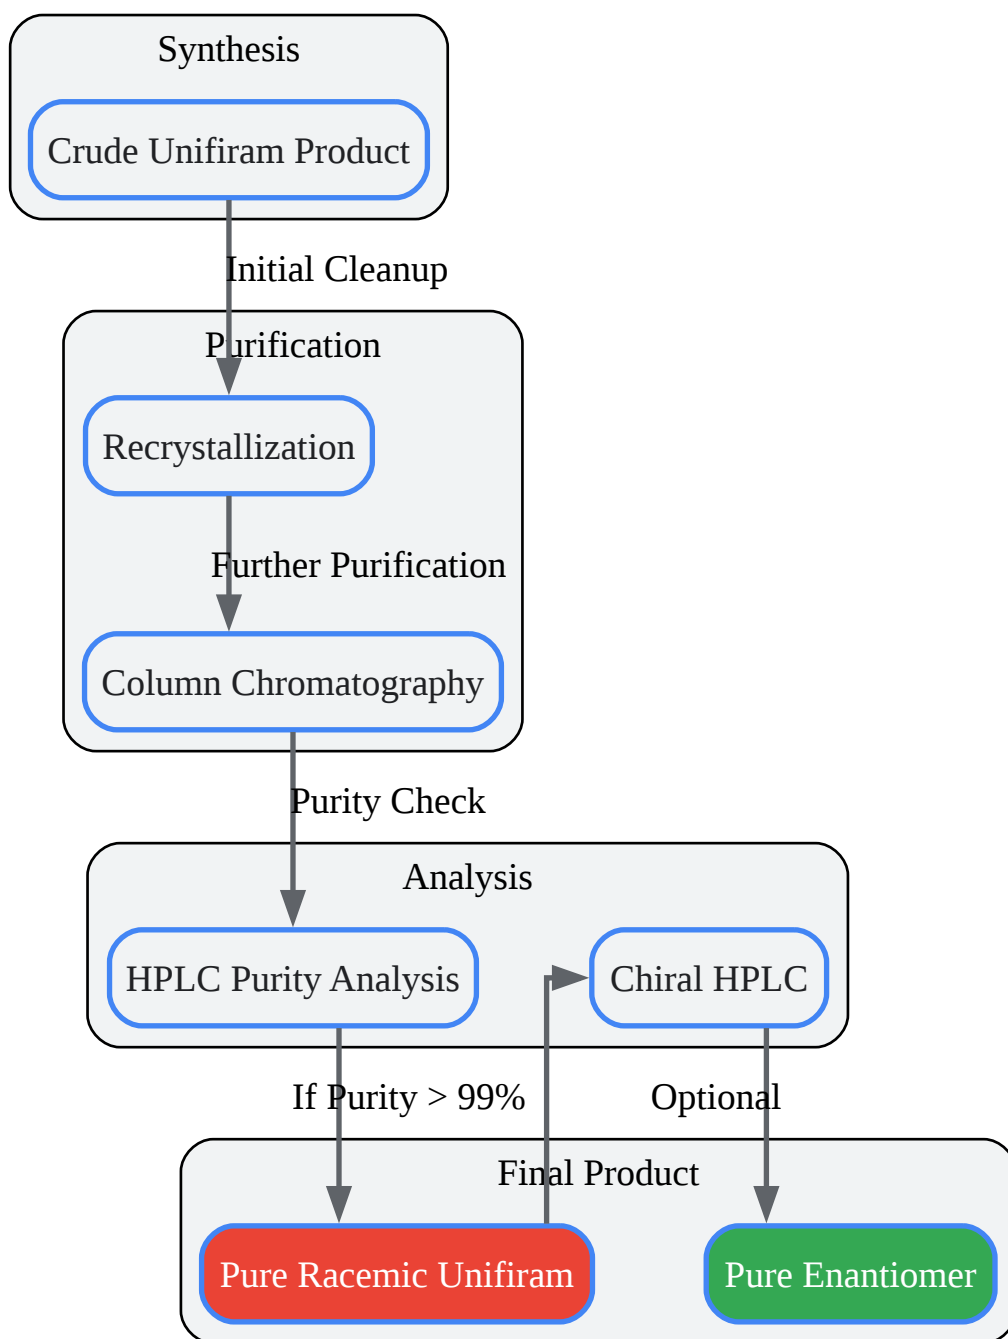 Synthesis
Crude Unifiram Product
Initial Cleanup
Purification
Recrystallization
Further Purification
Column Chromatography
Purity Check
Analysis
HPLC Purity Analysis
Chiral HPLC
If Purity > 99%
Optional
Final Product
Pure Racemic Unifiram
Pure Enantiomer